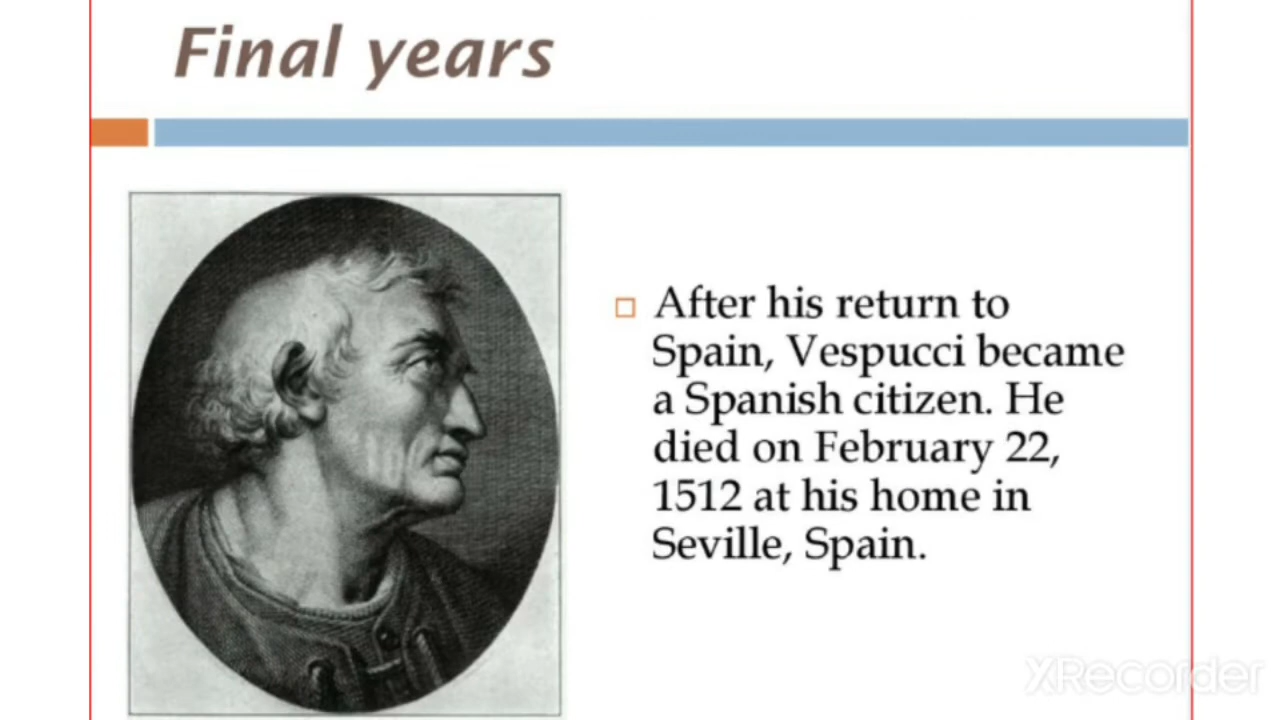 Final years
After his return to
Spain, Vespucci became
a Spanish citizen. He
died on February 22,
1512 at his home in
Seville, Spain.
XRecorder